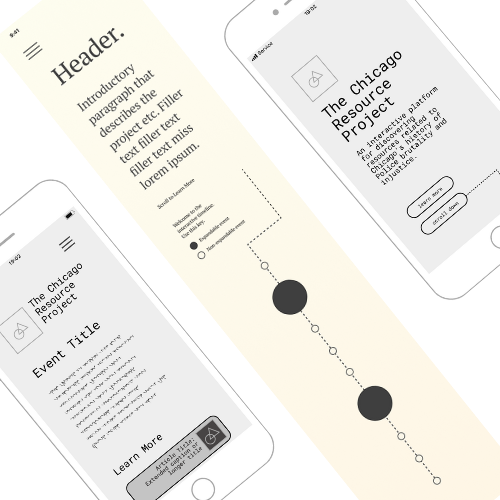 9:41
Header.
Introductory
paragraph that
describes the
project etc. Filler
text filler text
filler text miss
lorem ipsum.
Scroll to Learn More
Welcome to the
interactive timeline.
Use this key.
Expandable event
Non-expandable event
Service
19:02
The Chicago
Resource
Project
An interactive platform
for discovering
resources related to
Chicago's history of
Police brutality and
injustice.
learn more
scroll down
19:02
The Chicago
Resource
Project
Event Title
Learn More
Article Title:
Extended caption or
longer title